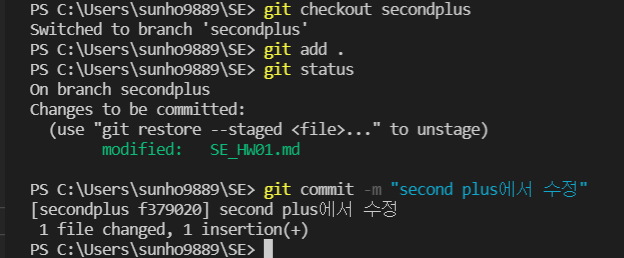 PS C:\Users\sunho9889\SE> git checkout secondplus
Switched to branch 'secondplus'
PS C:\Users\sunho9889\SE> git add .
PS C:\Users\sunho9889\SE> git status
On branch secondplus
Changes to be committed:
  (use "git restore --staged <file>..." to unstage)
        modified:   SE_HW01.md

PS C:\Users\sunho9889\SE> git commit -m "second plus에서 수정"
[secondplus f379020] second plus에서 수정
 1 file changed, 1 insertion(+)
PS C:\Users\sunho9889\SE>